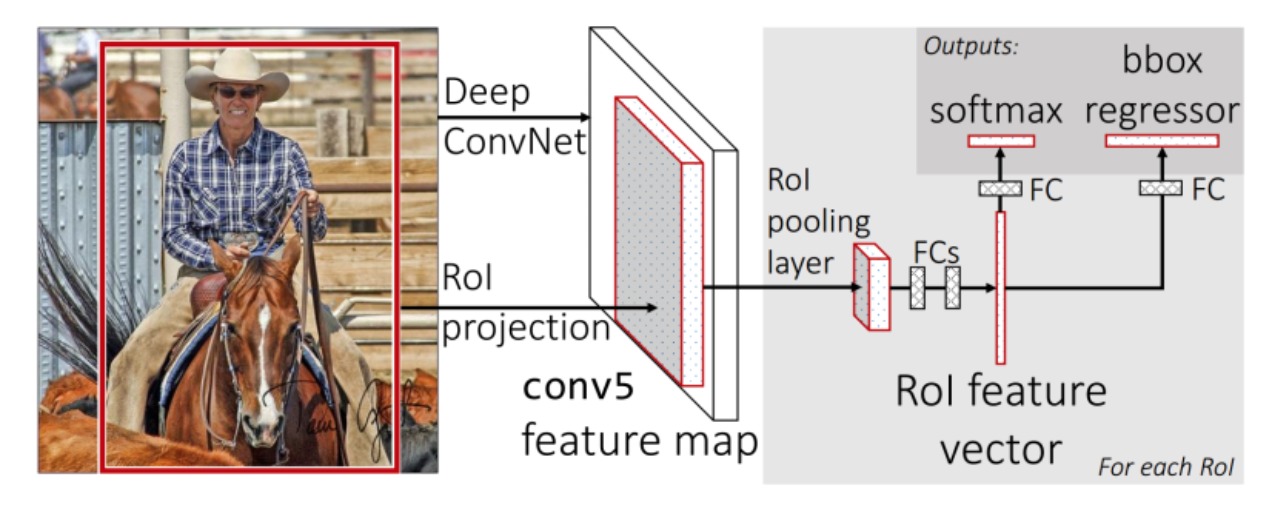 Deep
ConvNet
RoI
projection
conv5
feature map
RoI
pooling
layer
FCs
RoI feature
vector
For each RoI
Outputs:
softmax
bbox
regressor
FC
FC